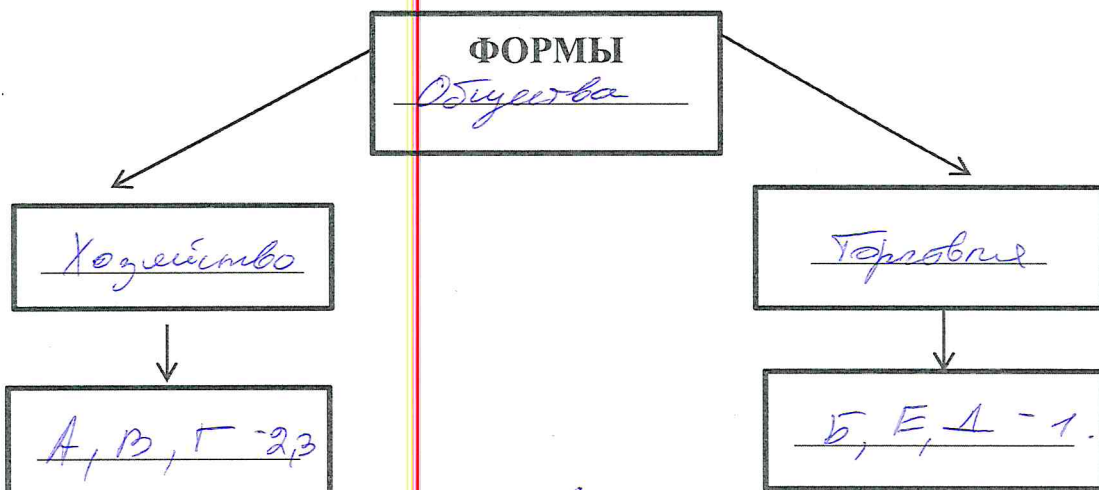 ФОРМЫ
Общества
Хозяйство
Торговля
А, В, Г - 2,3
Б, Е, Д - 1.